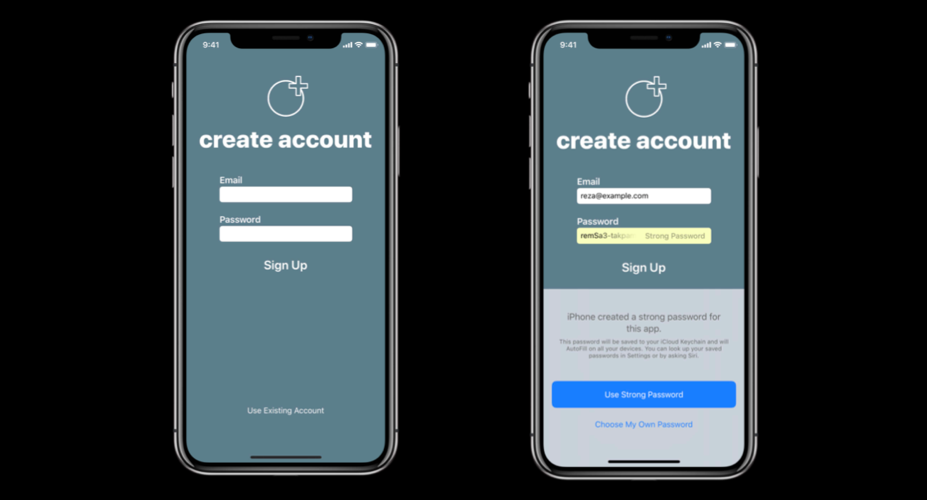 9:41
create account
Email
Password
Sign Up
Use Existing Account
9:41
create account
Email
reza@example.com
Password
remSa3-takpa Strong Password
Sign Up
iPhone created a strong password for
this app.
This password will be saved to your iCloud Keychain and will
AutoFill on all your devices. You can look up your saved
passwords in Settings or by asking Siri.
Use Strong Password
Choose My Own Password